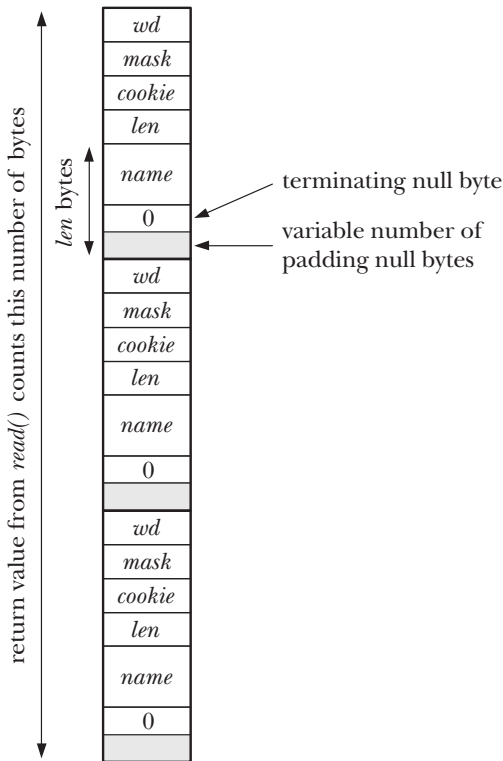 return value from read() counts this number of bytes
wd
mask
cookie
len
len bytes
name
0
terminating null byte
variable number of
padding null bytes
wd
mask
cookie
len
name
0
wd
mask
cookie
len
name
0